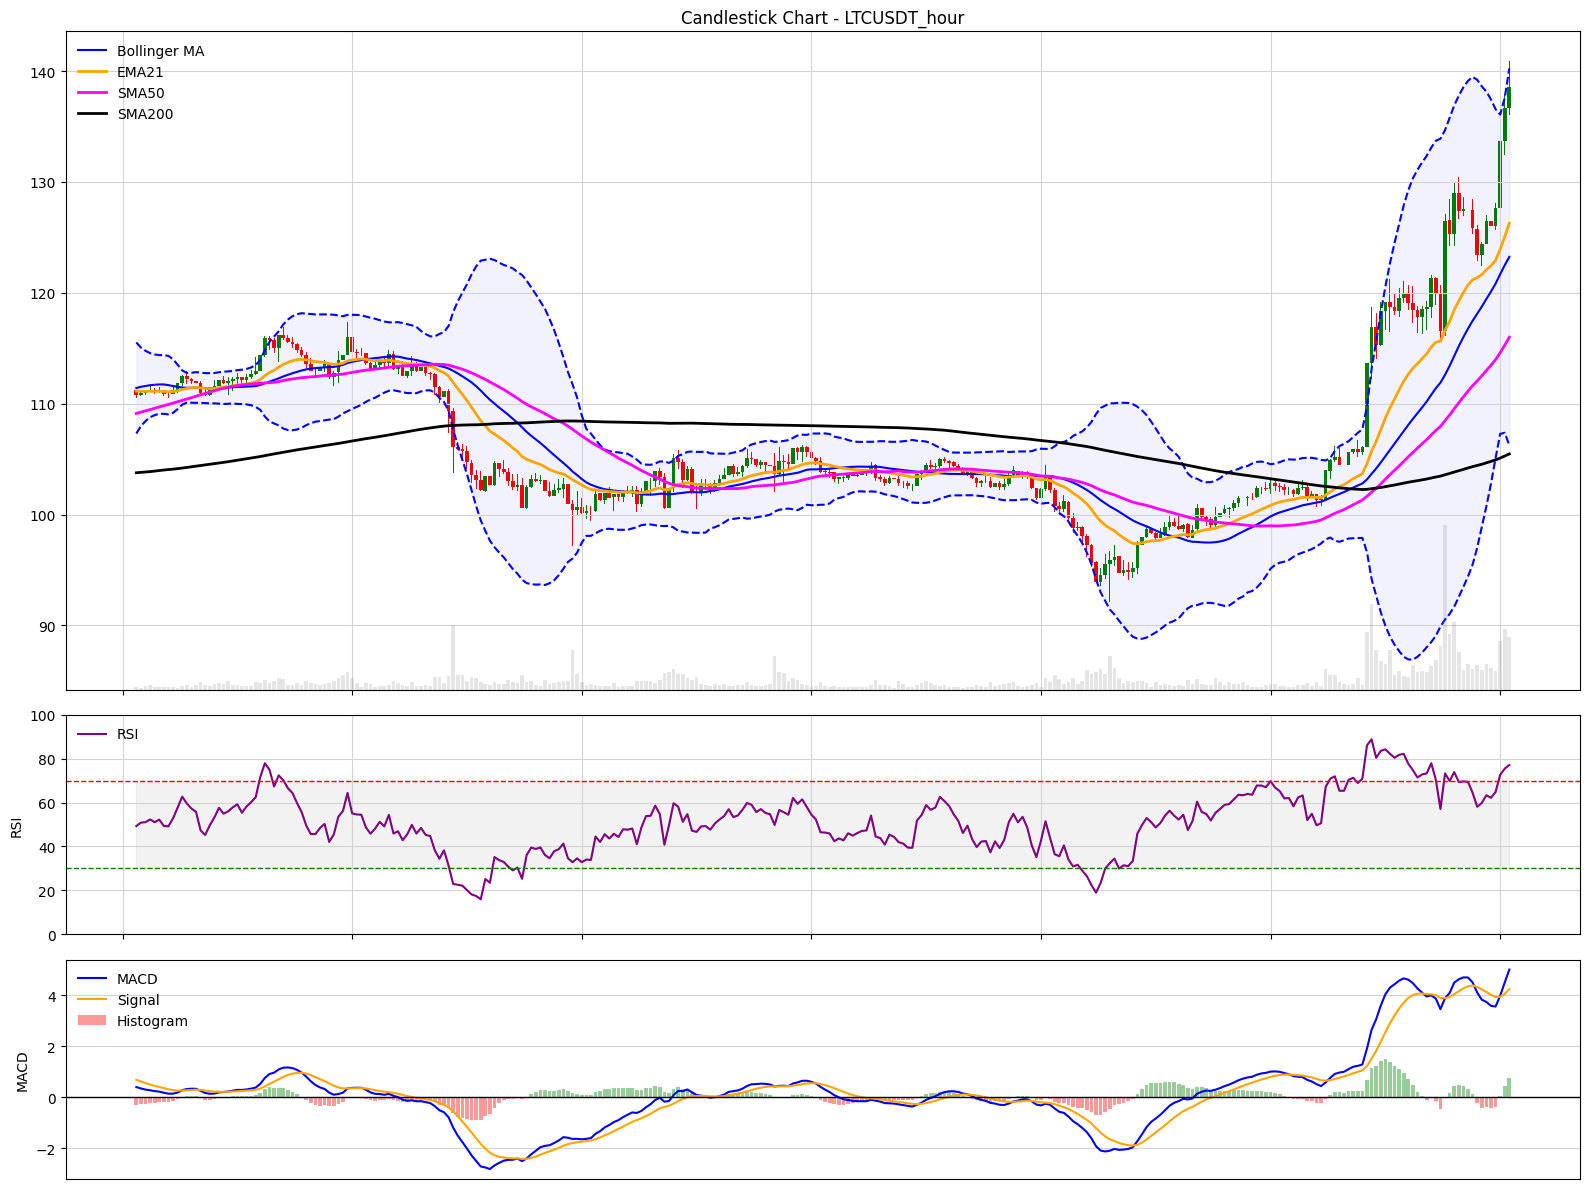 Candlestick Chart - LTCUSDT_hour
Bollinger MA
EMA21
SMA50
SMA200
140
130
120
110
100
90
RSI
100
80
60
40
20
0
RSI
MACD
Signal
Histogram
4
2
0
−2
MACD